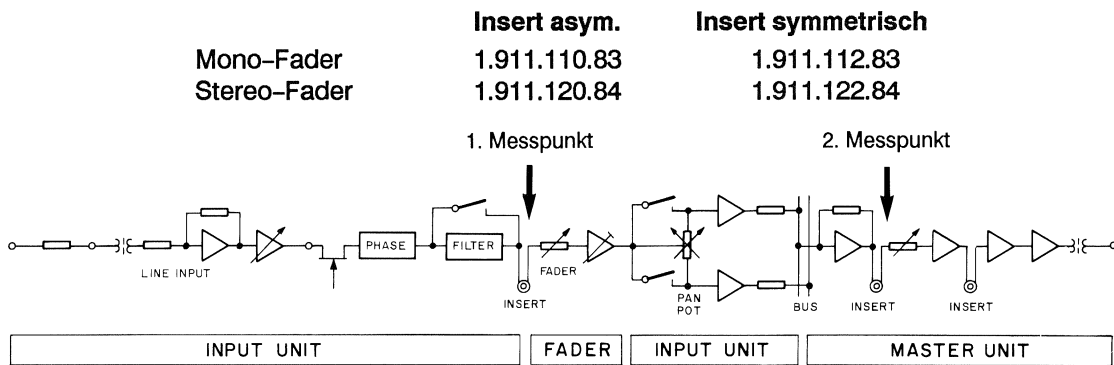 Insert asym. Insert symmetrisch
Mono-Fader 1.911.110.83 1.911.112.83
Stereo-Fader 1.911.120.84 1.911.122.84
1. Messpunkt 2. Messpunkt
LINE INPUT PHASE FILTER INSERT FADER PAN POT BUS INSERT INSERT
INPUT UNIT FADER INPUT UNIT MASTER UNIT